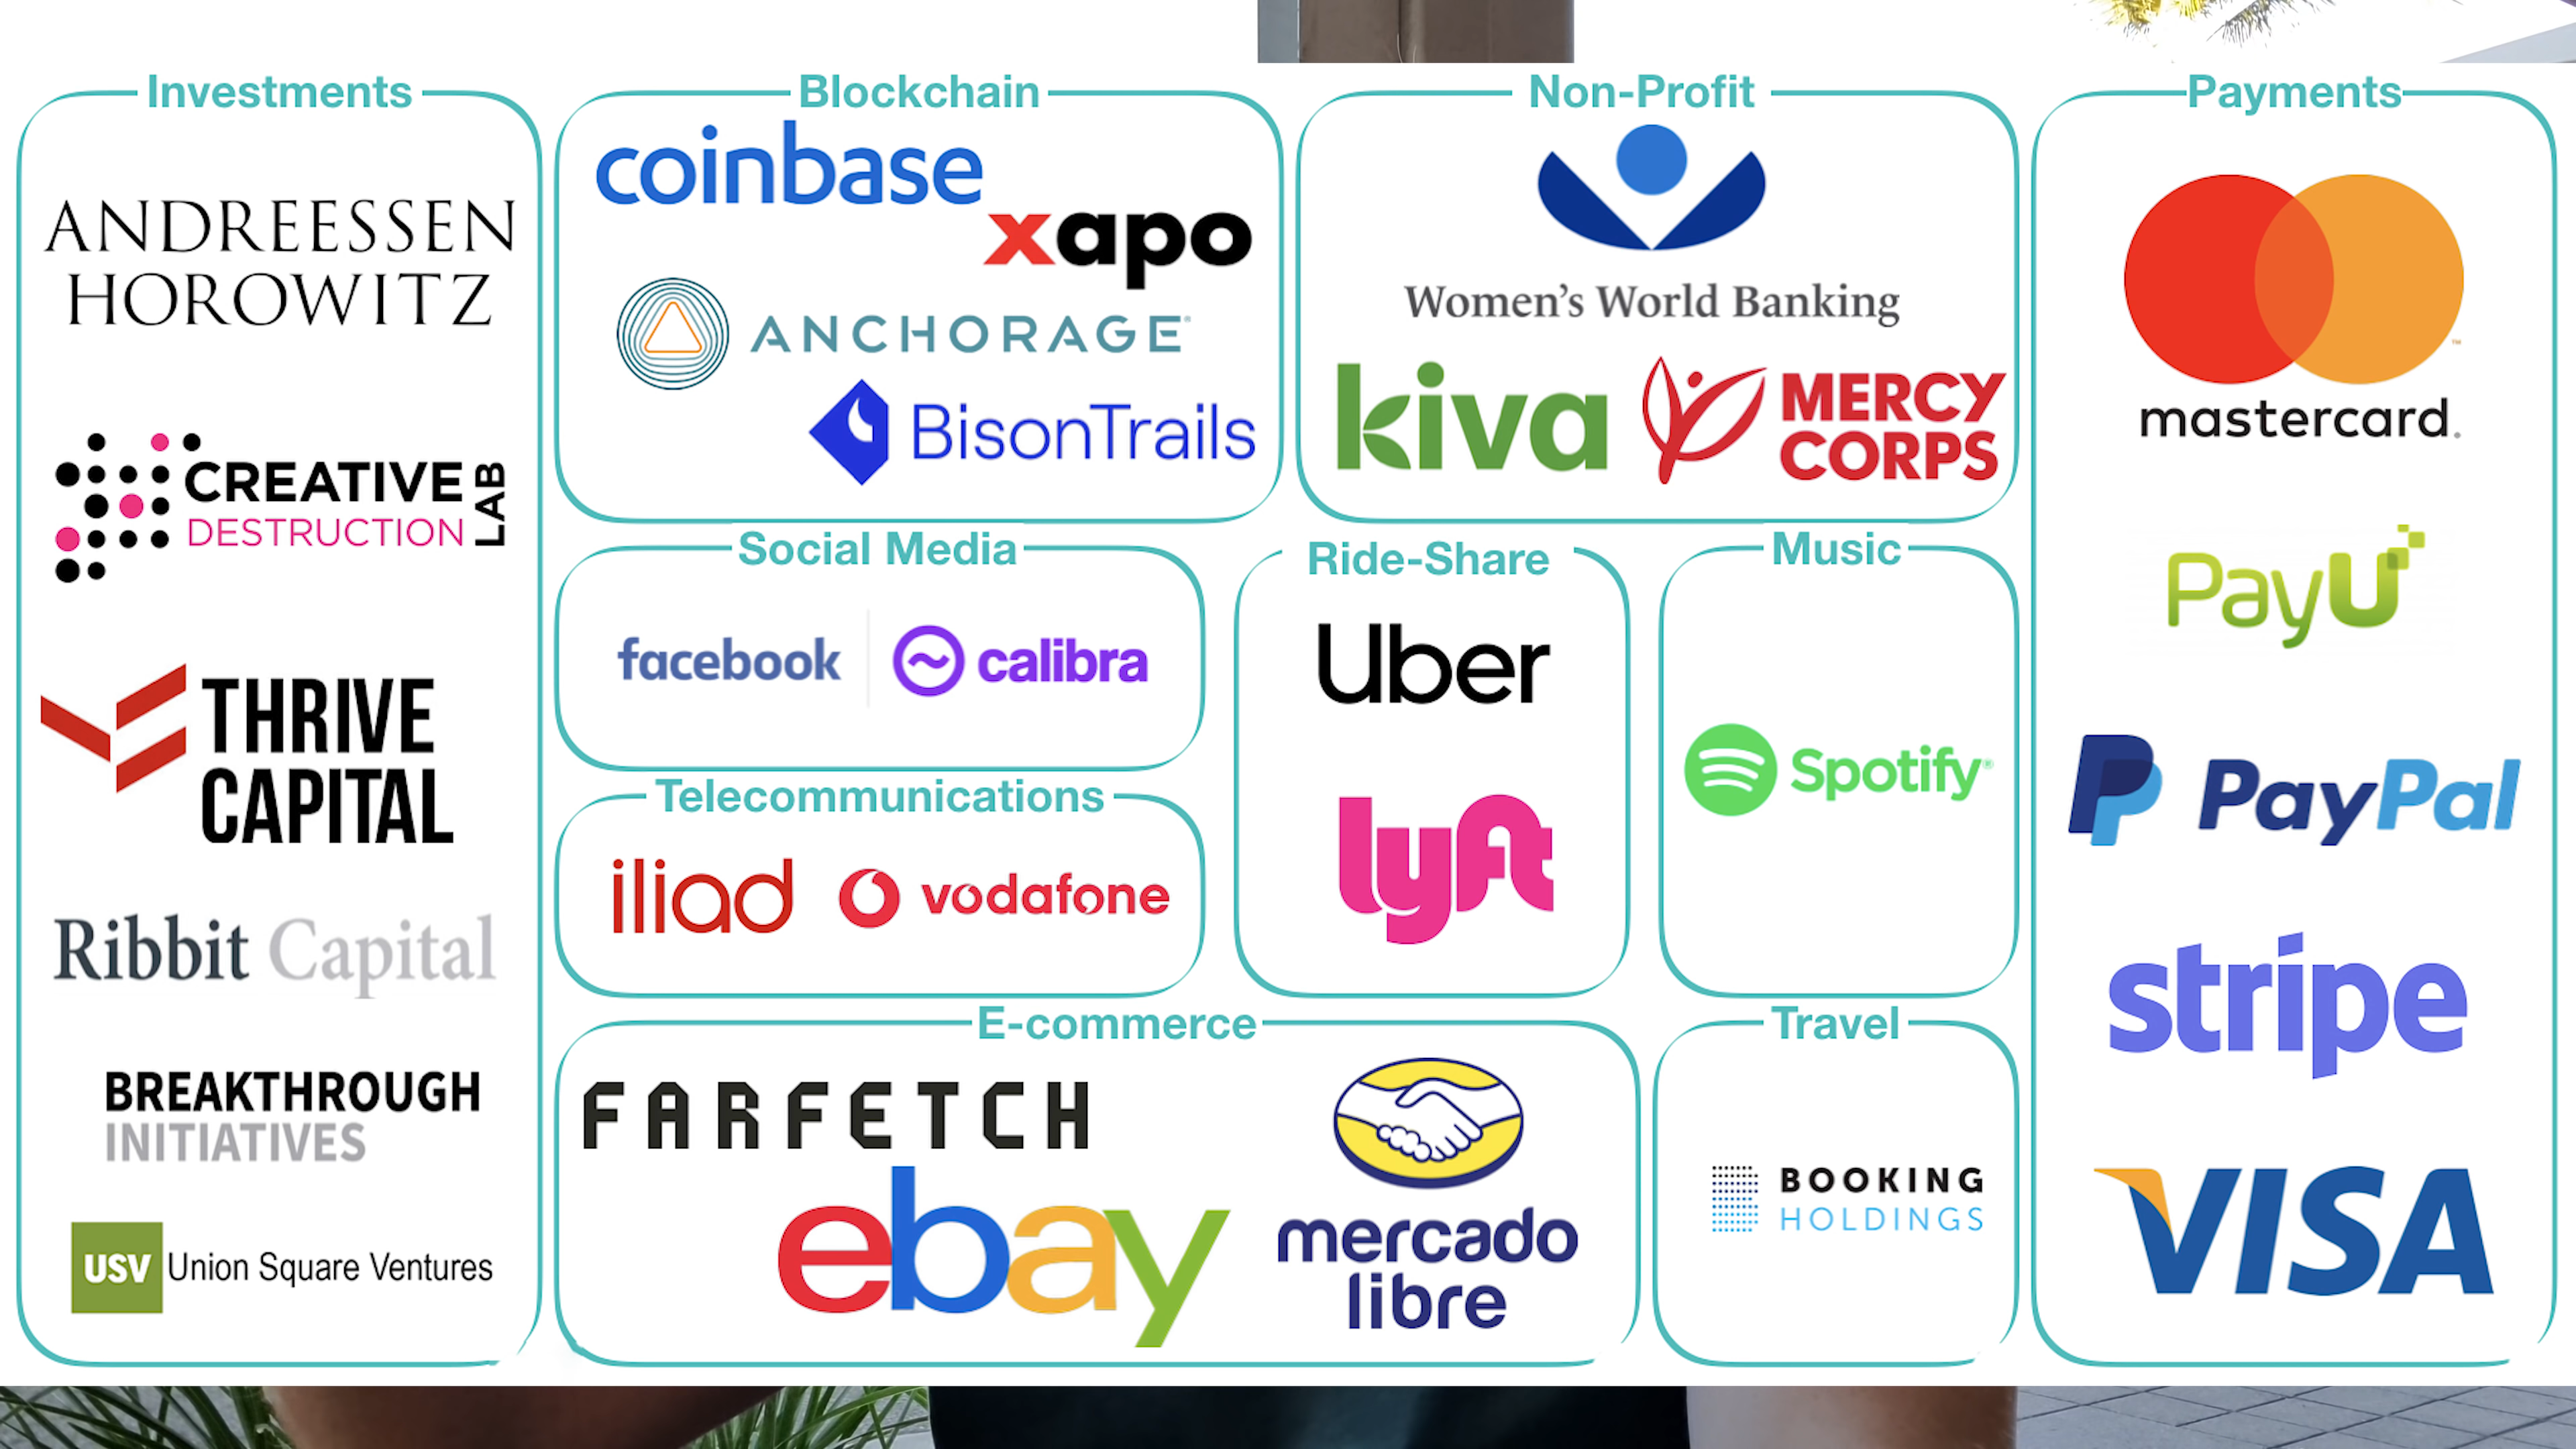 Investments
ANDREESSEN
HOROWITZ
CREATIVE
DESTRUCTION
LAB
THRIVE
CAPITAL
Ribbit Capital
BREAKTHROUGH
INITIATIVES
USV Union Square Ventures
Blockchain
coinbase
xapo
ANCHORAGE
BisonTrails
Non-Profit
Women's World Banking
kiva
MERCY
CORPS
Social Media
facebook calibra
Telecommunications
iliad vodafone
Ride-Share
Uber
lyft
Music
Spotify®
E-commerce
FARFETCH
ebay
mercado
libre
Travel
BOOKING
HOLDINGS
Payments
mastercard.
PayU
PayPal
stripe
VISA